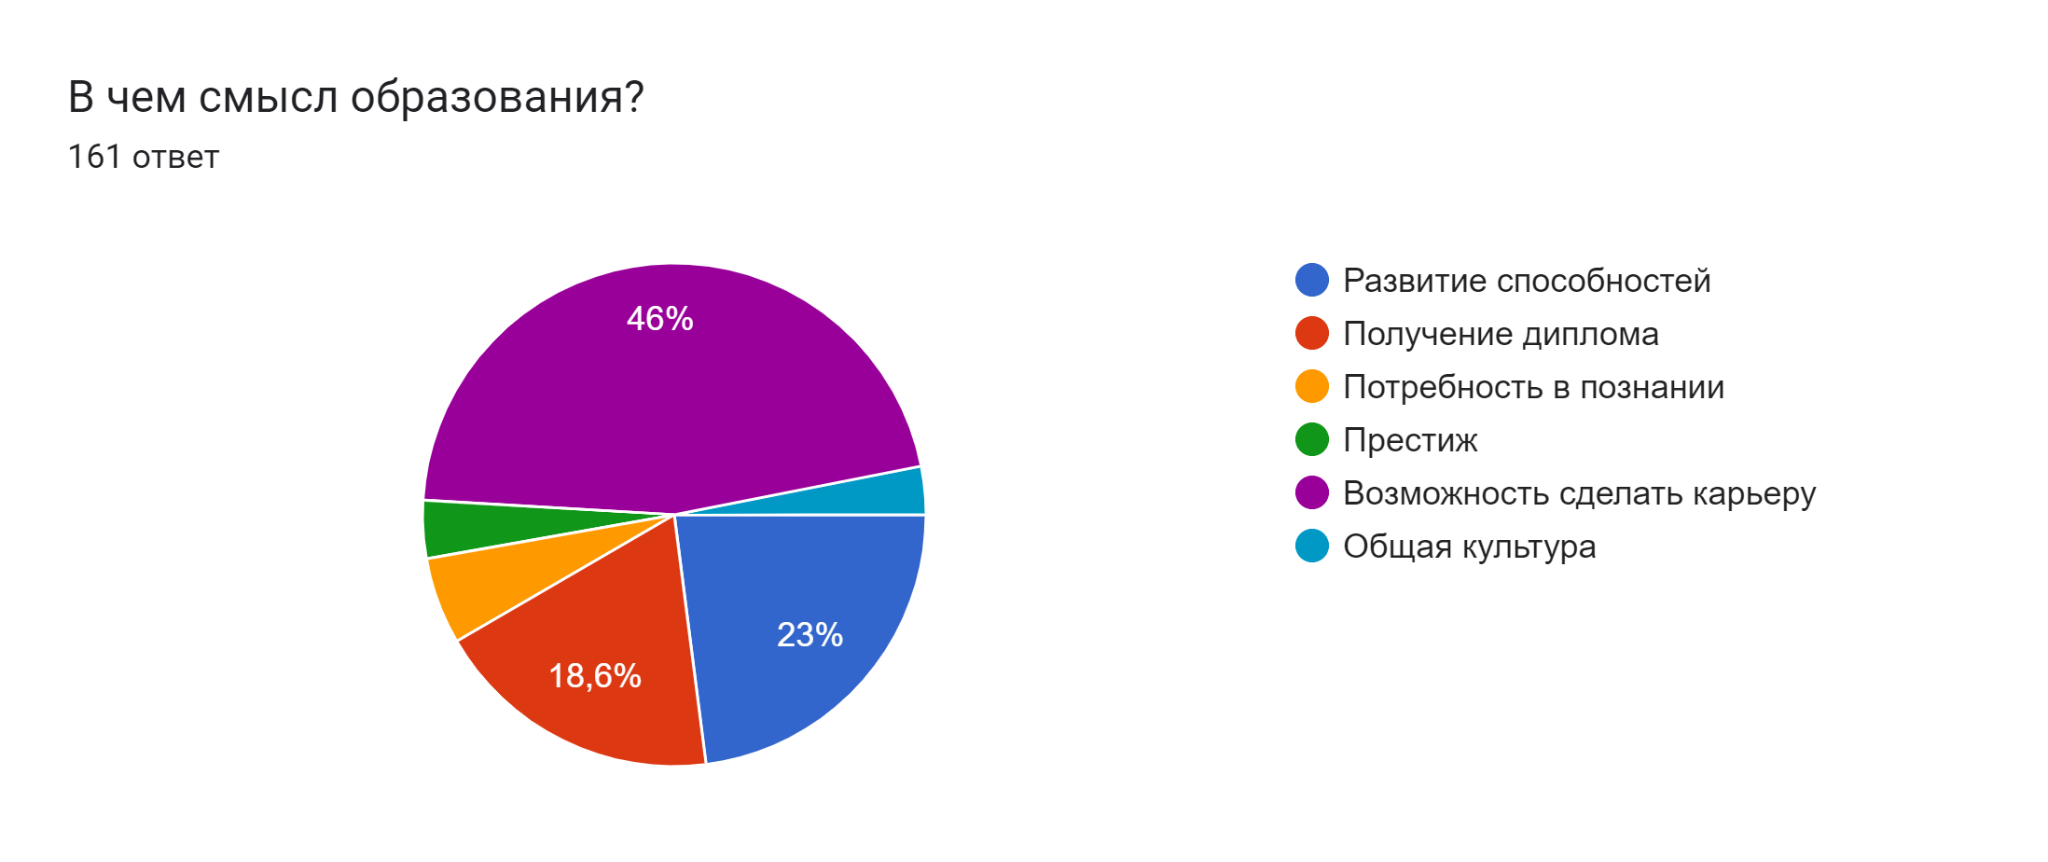 В чем смысл образования?
161 ответ
46%
23%
18,6%
Развитие способностей
Получение диплома
Потребность в познании
Престиж
Возможность сделать карьеру
Общая культура